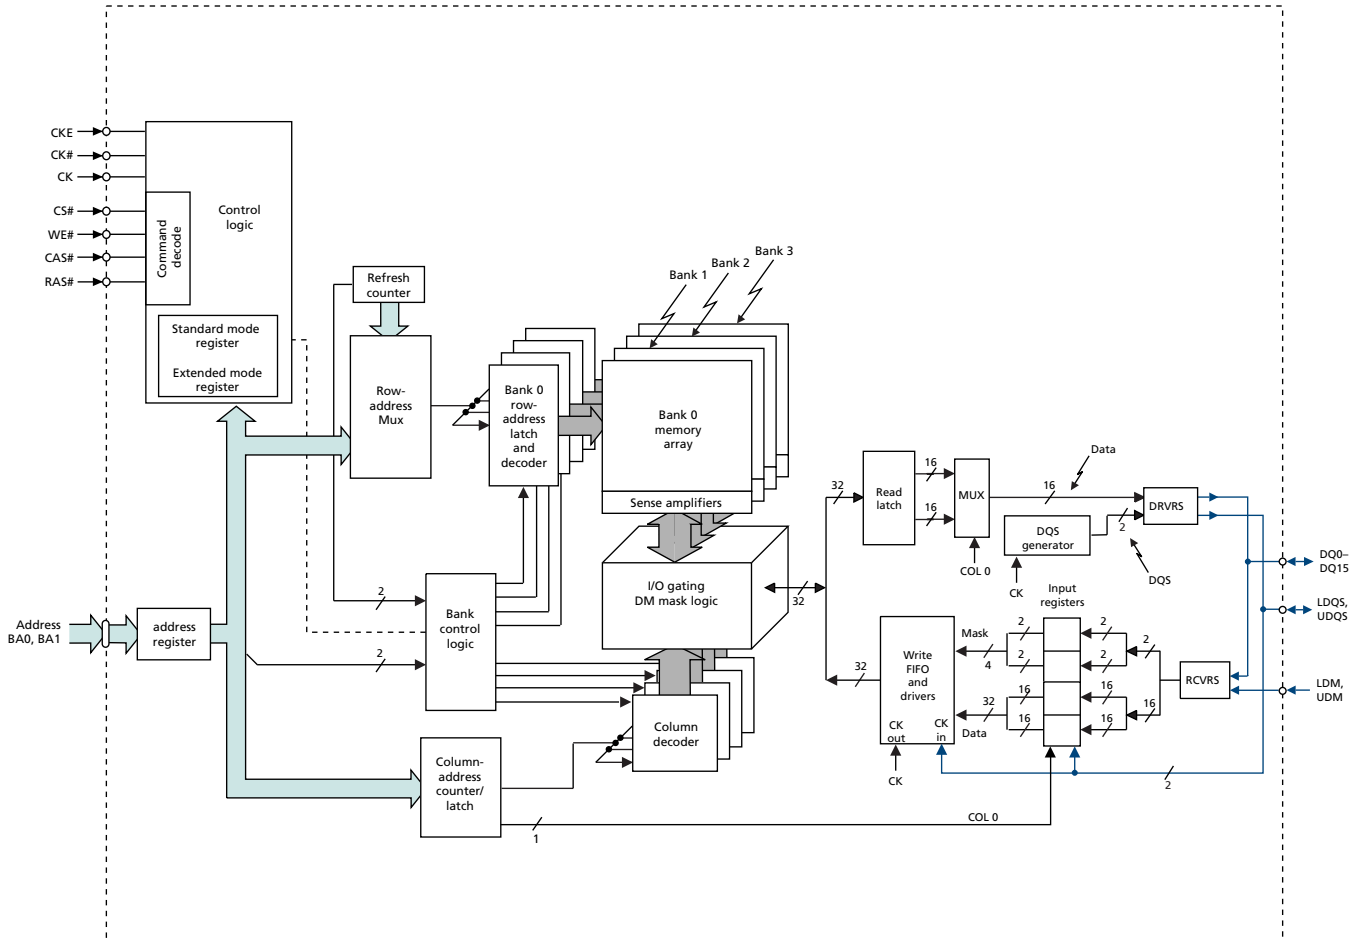 CKE
CK#
CK
CS#
WE#
CAS#
RAS#
Command
decode
Control
logic
Standard mode
register
Extended mode
register
Refresh
counter
Row-
address
Mux
Bank 0
row-
address
latch
and
decoder
Bank 1
Bank 2
Bank 3
Bank 0
memory
array
Sense amplifiers
I/O gating
DM mask logic
Address
BA0, BA1
address
register
2
2
Bank
control
logic
Column
decoder
Column-
address
counter/
latch
1
COL 0
32
32
32
Read
latch
16
16
MUX
COL 0
16
Data
DQS
generator
CK
2
DQS
DRVRS
DQ0–
DQ15
LDQS,
UDQS
LDM,
UDM
RCVRS
Input
registers
Write
FIFO
and
drivers
CK
out
CK
in
CK
Mask
4
32
Data
2
2
16
16
2
2
16
16
2
16
2